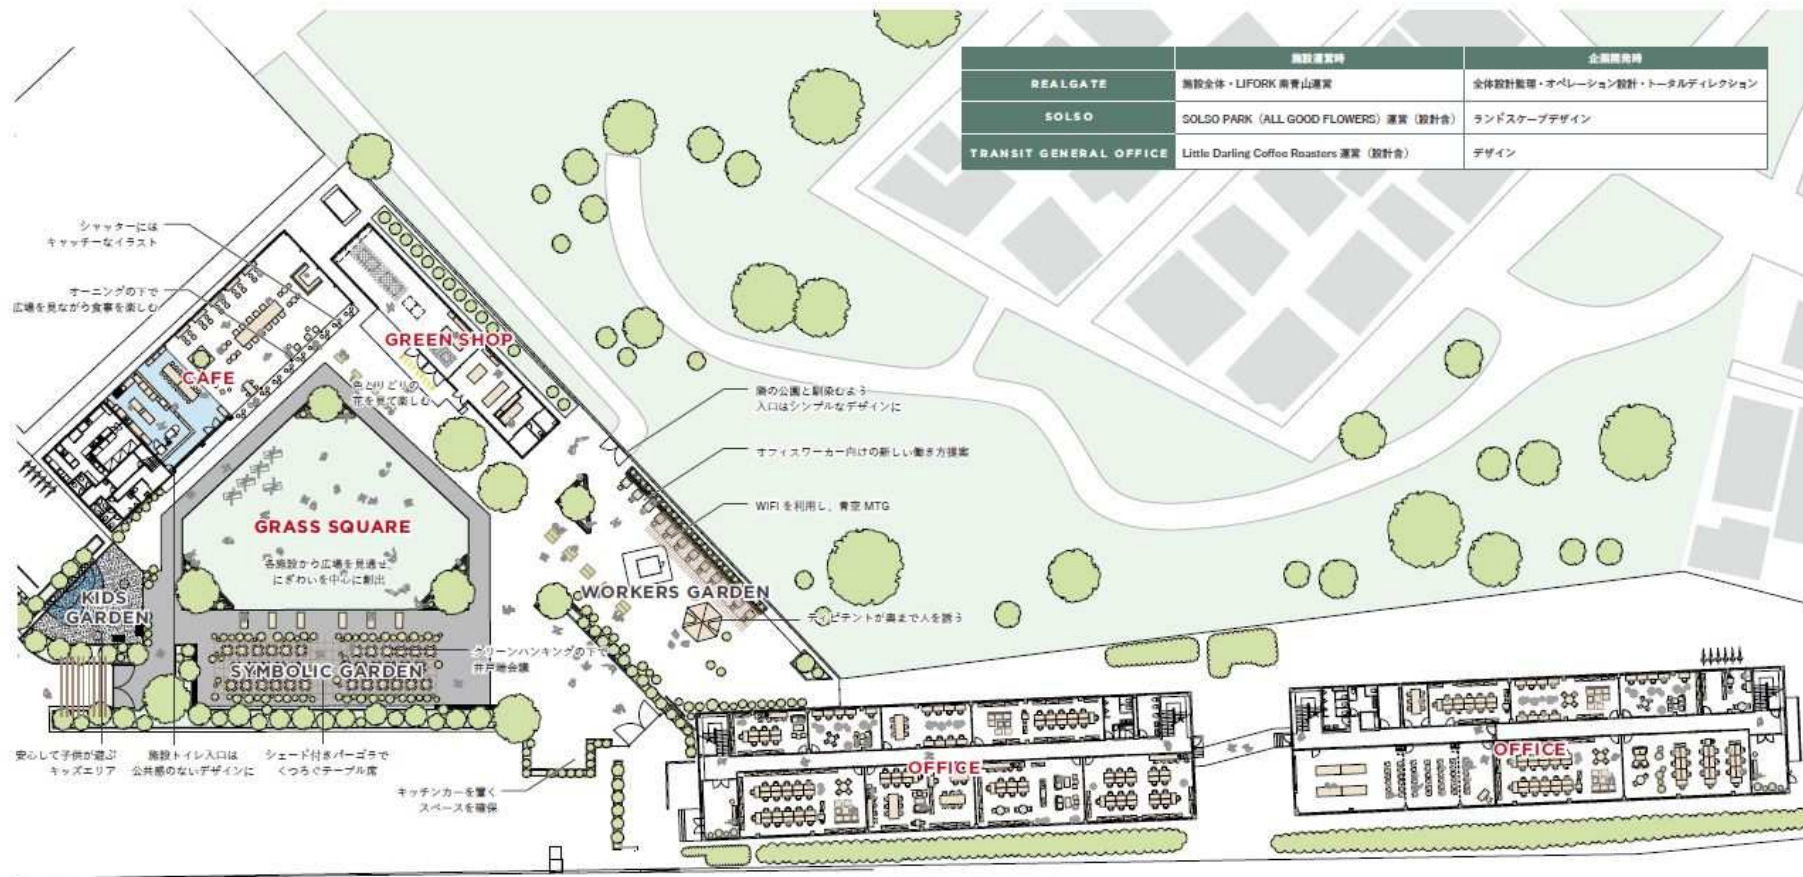 施設運営時
企画開発時
REALGATE
施設全体・LIFORK 南青山運営
全体設計監理・オペレーション設計・トータルディレクション
SOLSO
SOLSO PARK（ALL GOOD FLOWERS）運営（設計含）
ランドスケープデザイン
TRANSIT GENERAL OFFICE
Little Darling Coffee Roasters 運営（設計含）
デザイン
シャッターには
キャッチーなイラスト
オーニングの下で
広場を見ながら食事を楽しむ
GREEN SHOP
CAFE
色とりどりの
花を見て楽しむ
隣の公園と馴染むよう
入口はシンプルなデザインに
オフィスワーカー向けの新しい働き方提案
WIFI を利用し、青空 MTG
GRASS SQUARE
各施設から広場を見通せ、
にぎわいを中心に創出
KIDS
GARDEN
WORKERS GARDEN
ティピテントが奥まで人を誘う
SYMBOLIC GARDEN
グリーンハンキングの下で
井戸端会議
安心して子供が遊ぶ
キッズエリア
施設トイレ入口は
公共感のないデザインに
シェード付きパーゴラで
くつろぐテーブル席
キッチンカーを置く
スペースを確保
OFFICE
OFFICE